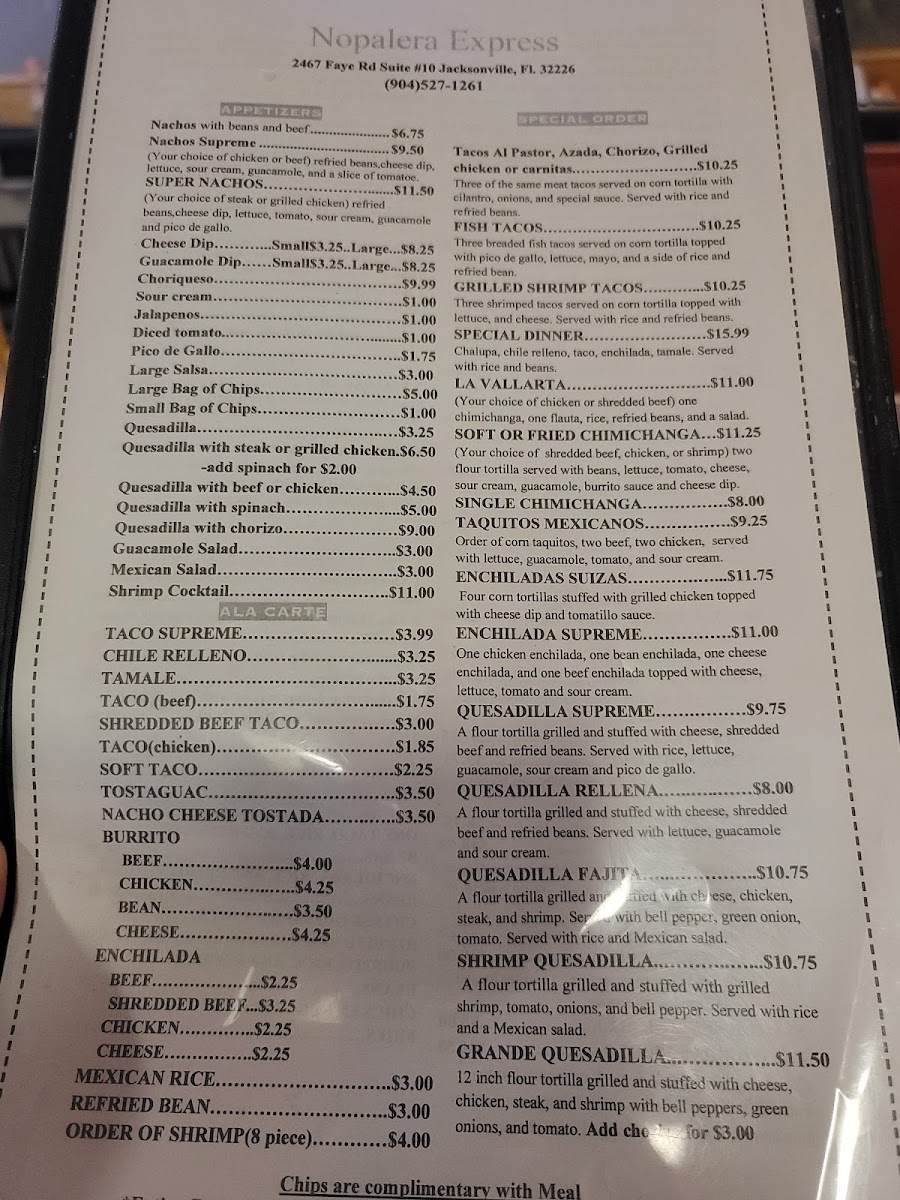 Nopalera Express
2467 Faye Rd Suite #10 Jacksonville, Fl. 32226
(904)527-1261
APPETIZERS
Nachos with beans and beef.....................$6.75
Nachos Supreme ...............................$9.50
(Your choice of chicken or beef) refried beans,cheese dip,
lettuce, sour cream, guacamole, and a slice of tomatoe.
SUPER NACHOS..............................$11.50
(Your choice of steak or grilled chicken) refried
beans,cheese dip, lettuce, tomato, sour cream, guacamole
and pico de gallo.
Cheese Dip............Small$3.25..Large...$8.25
Guacamole Dip......Small$3.25..Large...$8.25
Choriqueso.......................................$9.99
Sour cream.......................................$1.00
Jalapenos..........................................$1.00
Diced tomato.....................................$1.00
Pico de Gallo.....................................$1.75
Large Salsa........................................$3.00
Large Bag of Chips..............................$5.00
Small Bag of Chips..............................$1.00
Quesadilla.........................................$3.25
Quesadilla with steak or grilled chicken.$6.50
-add spinach for $2.00
Quesadilla with beef or chicken............$4.50
Quesadilla with spinach.......................$5.00
Quesadilla with chorizo.......................$9.00
Guacamole Salad................................$3.00
Mexican Salad....................................$3.00
Shrimp Cocktail.................................$11.00
ALA CARTE
TACO SUPREME................................$3.99
CHILE RELLENO................................$3.25
TAMALE...........................................$3.25
TACO (beef).......................................$1.75
SHREDDED BEEF TACO.....................$3.00
TACO(chicken)...................................$1.85
SOFT TACO.......................................$2.25
TOSTAGUAC.....................................$3.50
NACHO CHEESE TOSTADA................$3.50
BURRITO
BEEF..........................$4.00
CHICKEN....................$4.25
BEAN..........................$3.50
CHEESE......................$4.25
ENCHILADA
BEEF......................$2.25
SHREDDED BEEF...$3.25
CHICKEN...............$2.25
CHEESE.................$2.25
MEXICAN RICE................................$3.00
REFRIED BEAN.................................$3.00
ORDER OF SHRIMP(8 piece)............$4.00
SPECIAL ORDER
Tacos Al Pastor, Azada, Chorizo, Grilled
chicken or carnitas..............................$10.25
Three of the same meat tacos served on corn tortilla with
cilantro, onions, and special sauce. Served with rice and
refried beans.
FISH TACOS.....................................$10.25
Three breaded fish tacos served on corn tortilla topped
with pico de gallo, lettuce, mayo, and a side of rice and
refried bean.
GRILLED SHRIMP TACOS............$10.25
Three shrimped tacos served on corn tortilla topped with
lettuce, and cheese. Served with rice and refried beans.
SPECIAL DINNER..........................$15.99
Chalupa, chile relleno, taco, enchilada, tamale. Served
with rice and beans.
LA VALLARTA................................$11.00
(Your choice of chicken or shredded beef) one
chimichanga, one flauta, rice, refried beans, and a salad.
SOFT OR FRIED CHIMICHANGA...$11.25
(Your choice of shredded beef, chicken, or shrimp) two
flour tortilla served with beans, lettuce, tomato, cheese,
sour cream, guacamole, burrito sauce and cheese dip.
SINGLE CHIMICHANGA................$8.00
TAQUITOS MEXICANOS................$9.25
Order of corn taquitos, two beef, two chicken, served
with lettuce, guacamole, tomato, and sour cream.
ENCHILADAS SUIZAS....................$11.75
Four corn tortillas stuffed with grilled chicken topped
with cheese dip and tomatillo sauce.
ENCHILADA SUPREME.................$11.00
One chicken enchilada, one bean enchilada, one cheese
enchilada, and one beef enchilada topped with cheese,
lettuce, tomato and sour cream.
QUESADILLA SUPREME................$9.75
A flour tortilla grilled and stuffed with cheese, shredded
beef and refried beans. Served with rice, lettuce,
guacamole, sour cream and pico de gallo.
QUESADILLA RELLENA.................$8.00
A flour tortilla grilled and stuffed with cheese, shredded
beef and refried beans. Served with lettuce, guacamole
and sour cream.
QUESADILLA FAJITA.....................$10.75
A flour tortilla grilled and with cheese, chicken,
steak, and shrimp. with bell pepper, green onion,
tomato. Served with rice and Mexican salad.
SHRIMP QUESADILLA....................$10.75
A flour tortilla grilled and stuffed with grilled
shrimp, tomato, onions, and bell pepper. Served with rice
and a Mexican salad.
GRANDE QUESADILLA...................$11.50
12 inch flour tortilla grilled and stuffed with cheese,
chicken, steak, and shrimp with bell peppers, green
onions, and tomato. Add for $3.00
Chips are complimentary with Meal